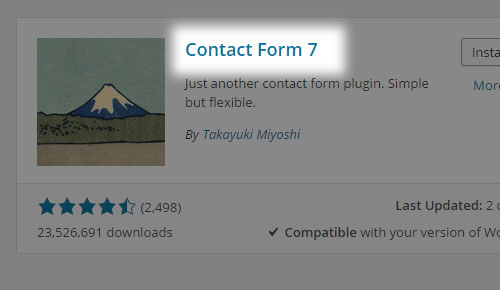 Contact Form 7
Just another contact form plugin. Simple
but flexible.
By Takayuki Miyoshi
(2,498)
23,526,691 downloads
Last Updated: 2
Compatible with your version of